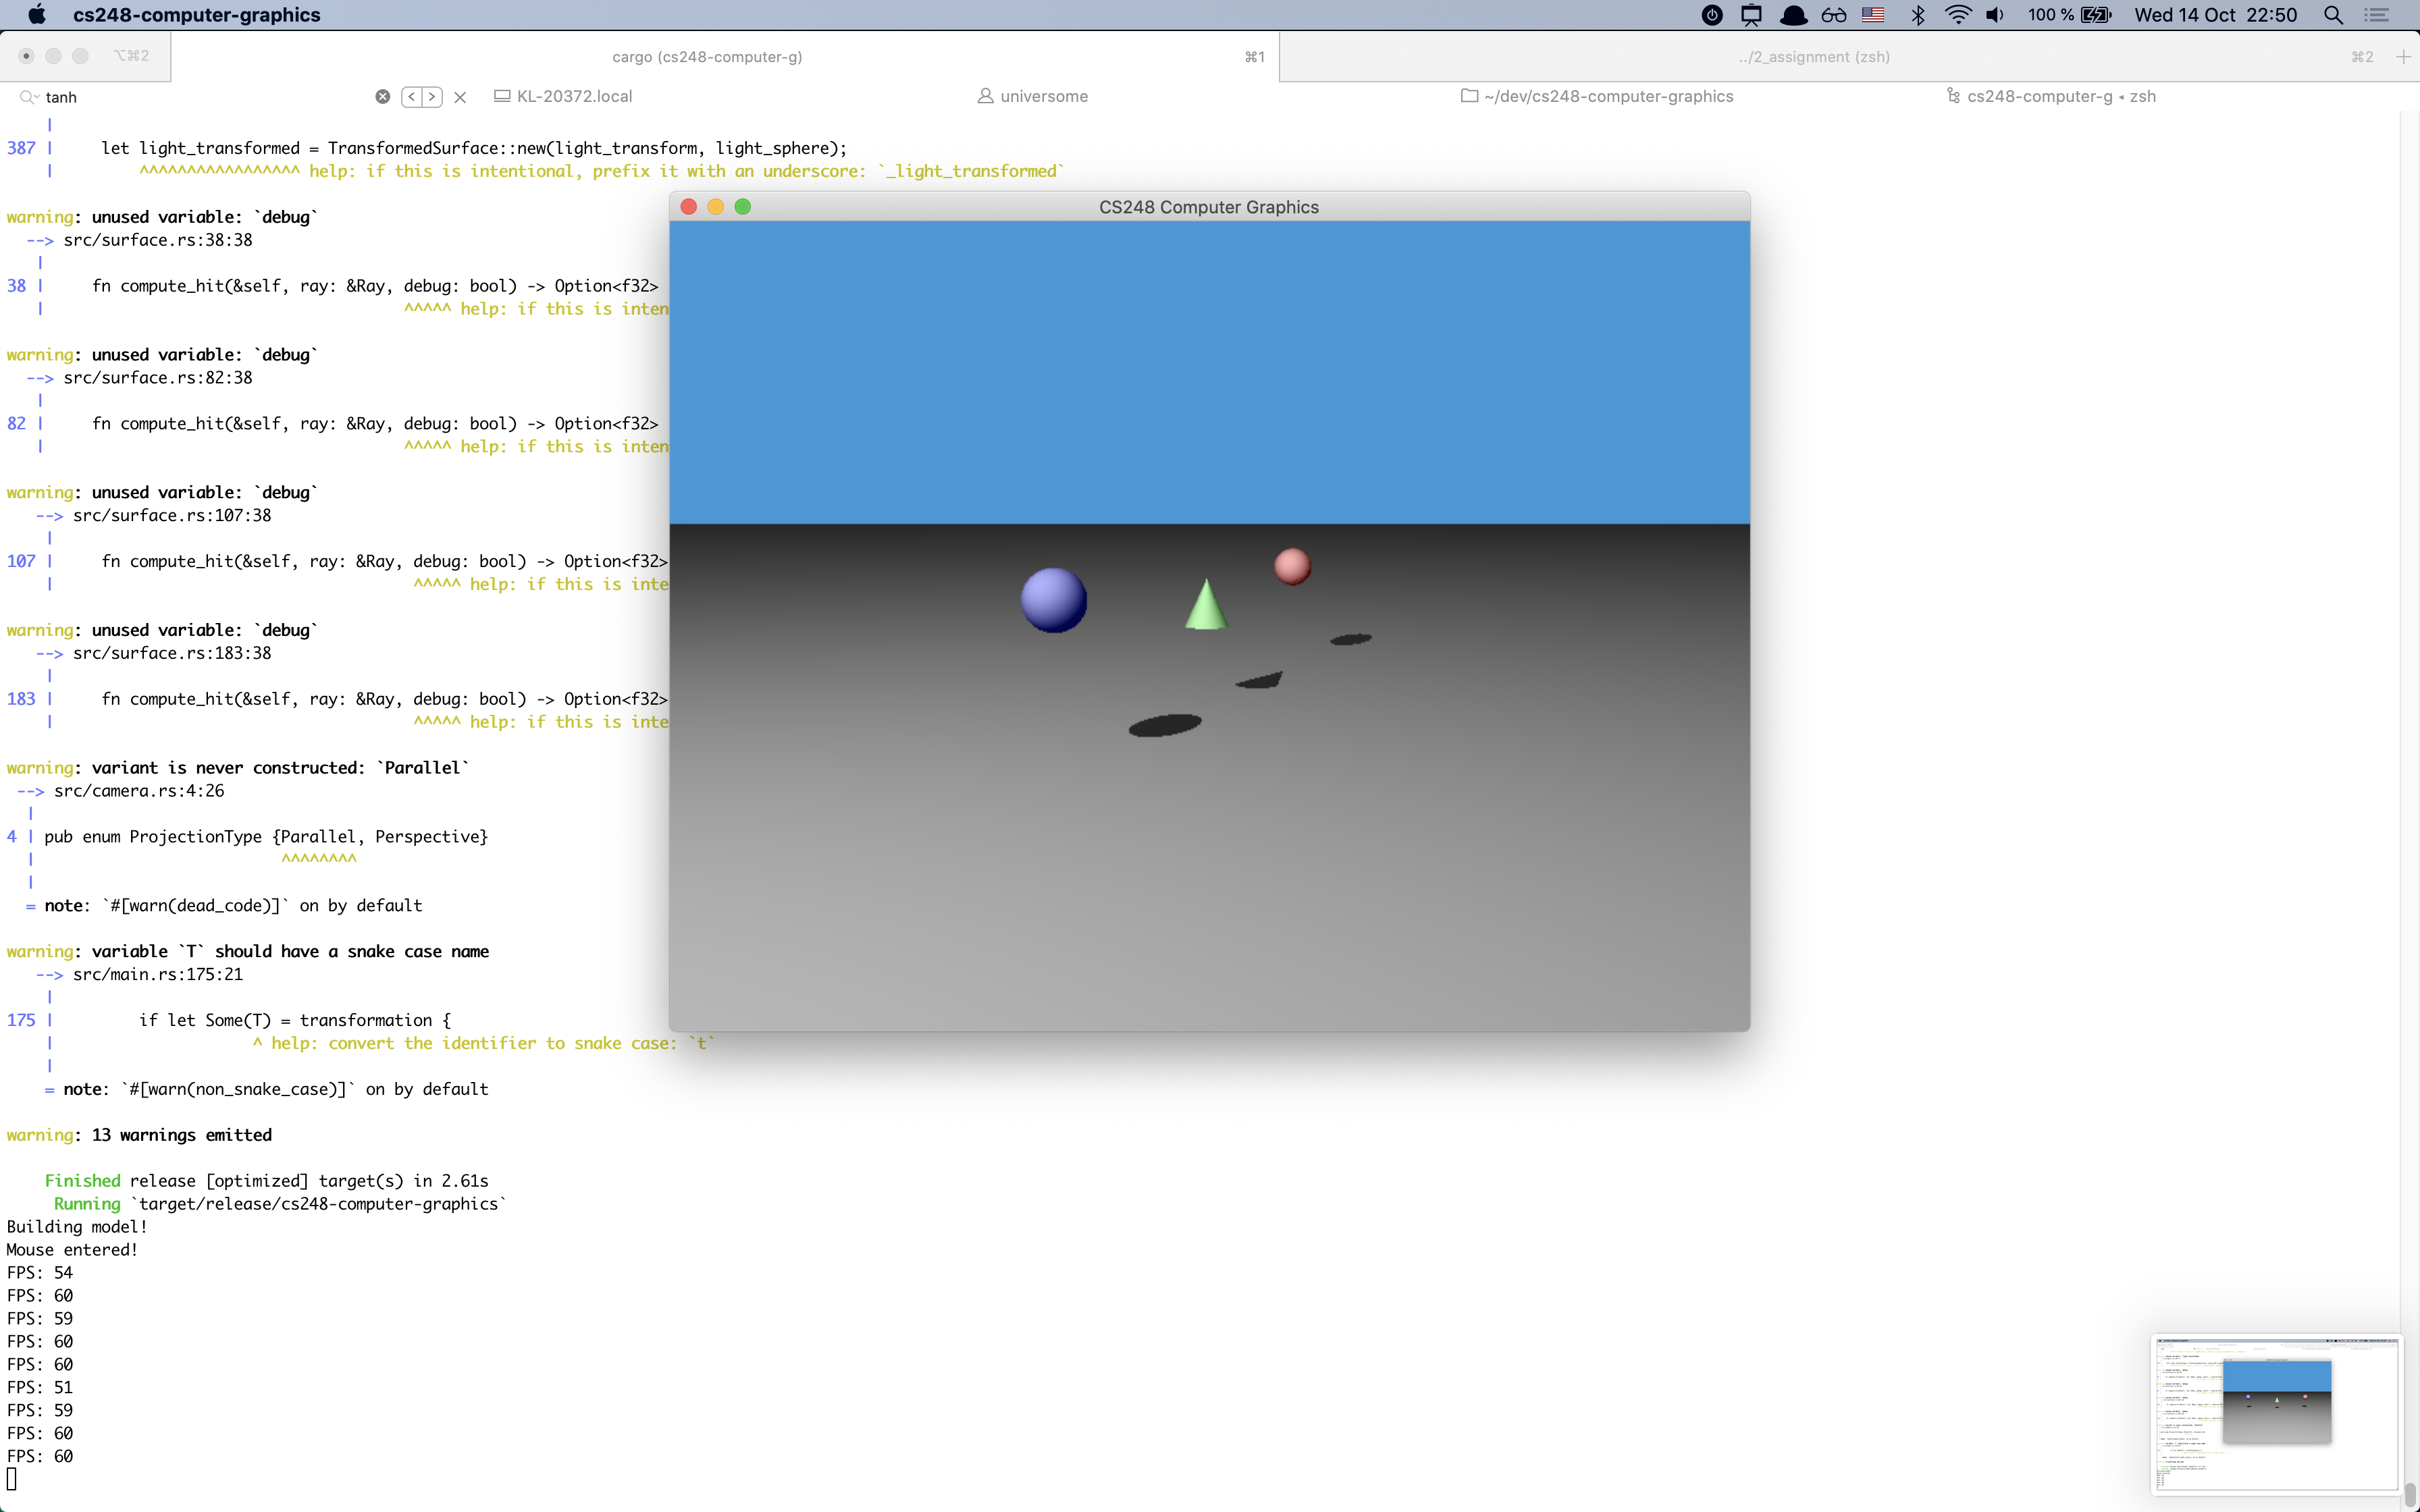 cs248-computer-graphics
100 %
Wed 14 Oct 22:50
⌥⌘2
cargo (cs248-computer-g)
⌘1
../2_assignment (zsh)
⌘2
tanh
KL-20372.local
universome
~/dev/cs248-computer-graphics
cs248-computer-g ◂ zsh
|
387 |     let light_transformed = TransformedSurface::new(light_transform, light_sphere);
|         ^^^^^^^^^^^^^^^^^ help: if this is intentional, prefix it with an underscore: `_light_transformed`
warning: unused variable: `debug`
--> src/surface.rs:38:38
|
38 |     fn compute_hit(&self, ray: &Ray, debug: bool) -> Option<f32>
|                                      ^^^^^ help: if this is inten
warning: unused variable: `debug`
--> src/surface.rs:82:38
|
82 |     fn compute_hit(&self, ray: &Ray, debug: bool) -> Option<f32>
|                                      ^^^^^ help: if this is inten
warning: unused variable: `debug`
--> src/surface.rs:107:38
|
107 |     fn compute_hit(&self, ray: &Ray, debug: bool) -> Option<f32>
|                                      ^^^^^ help: if this is inte
warning: unused variable: `debug`
--> src/surface.rs:183:38
|
183 |     fn compute_hit(&self, ray: &Ray, debug: bool) -> Option<f32>
|                                      ^^^^^ help: if this is inte
warning: variant is never constructed: `Parallel`
--> src/camera.rs:4:26
|
4 | pub enum ProjectionType {Parallel, Perspective}
|                          ^^^^^^^^
|
= note: `#[warn(dead_code)]` on by default
warning: variable `T` should have a snake case name
--> src/main.rs:175:21
|
175 |         if let Some(T) = transformation {
|                     ^ help: convert the identifier to snake case: `t`
|
= note: `#[warn(non_snake_case)]` on by default
warning: 13 warnings emitted
Finished release [optimized] target(s) in 2.61s
Running `target/release/cs248-computer-graphics`
Building model!
Mouse entered!
FPS: 54
FPS: 60
FPS: 59
FPS: 60
FPS: 60
FPS: 51
FPS: 59
FPS: 60
FPS: 60
CS248 Computer Graphics